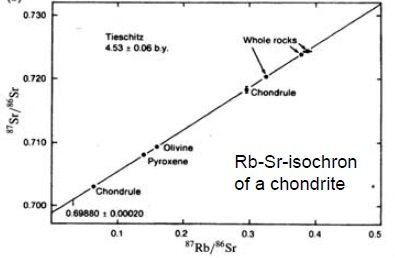 0.730
Tieschitz
4.53 ± 0.06 b.y.
Whole rocks
0.720
Chondrule
87Sr/86Sr
0.710
Olivine
Pyroxene
Rb-Sr-isochron
of a chondrite
Chondrule
0.700
0.69880 ± 0.00020
0.1 0.2 0.3 0.4 0.5
87Rb/86Sr